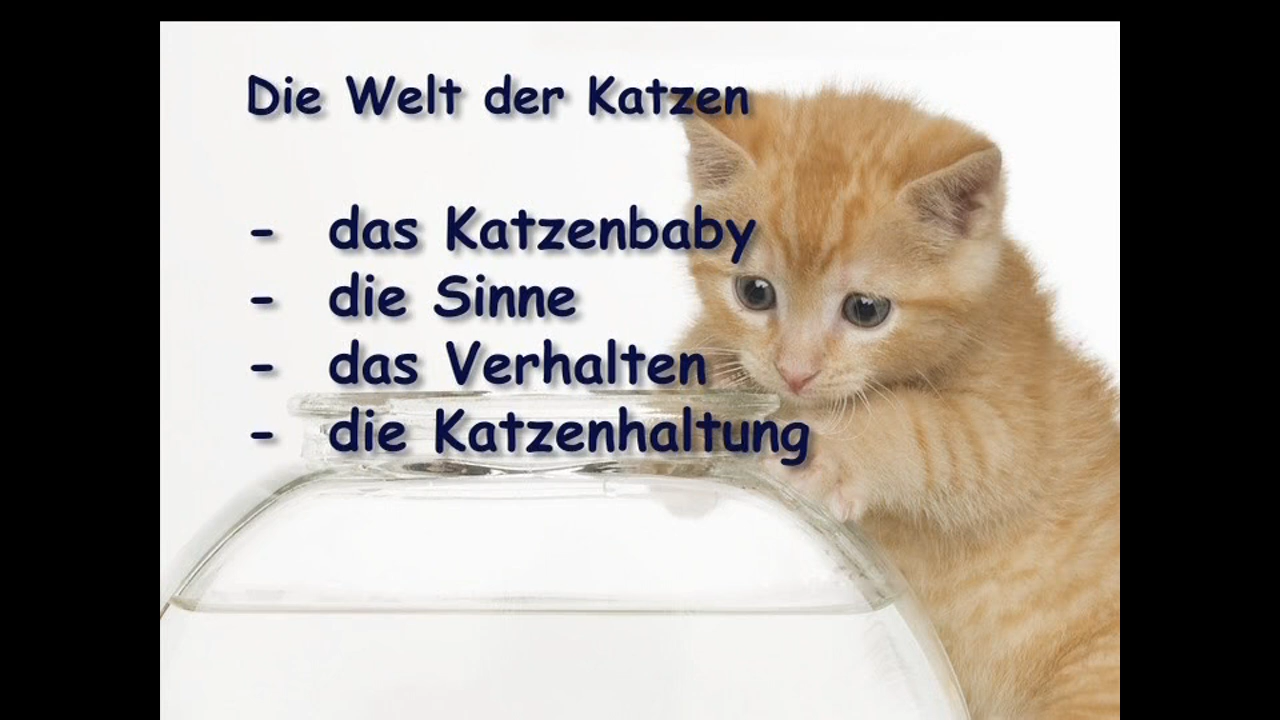 Die Welt der Katzen
- das Katzenbaby
- die Sinne
- das Verhalten
- die Katzenhaltung